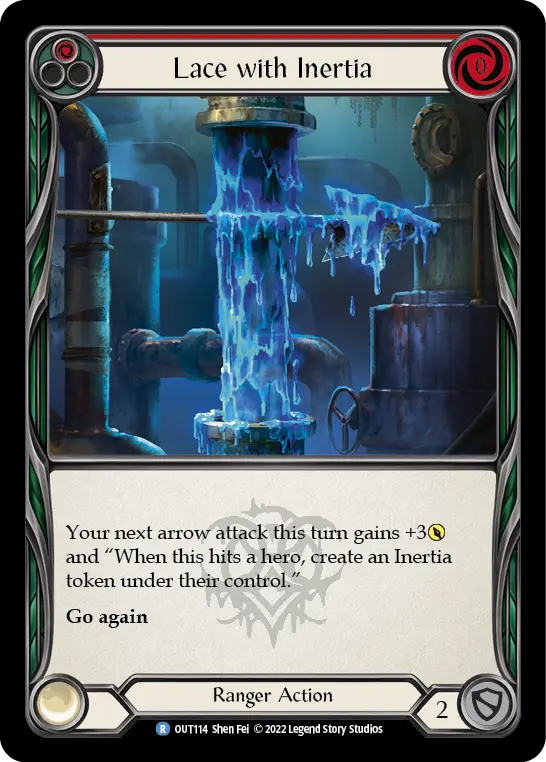 Lace with Inertia
0
Your next arrow attack this turn gains +3
and “When this hits a hero, create an Inertia
token under their control.”
Go again
Ranger Action
2
R OUT114 Shen Fei © 2022 Legend Story Studios